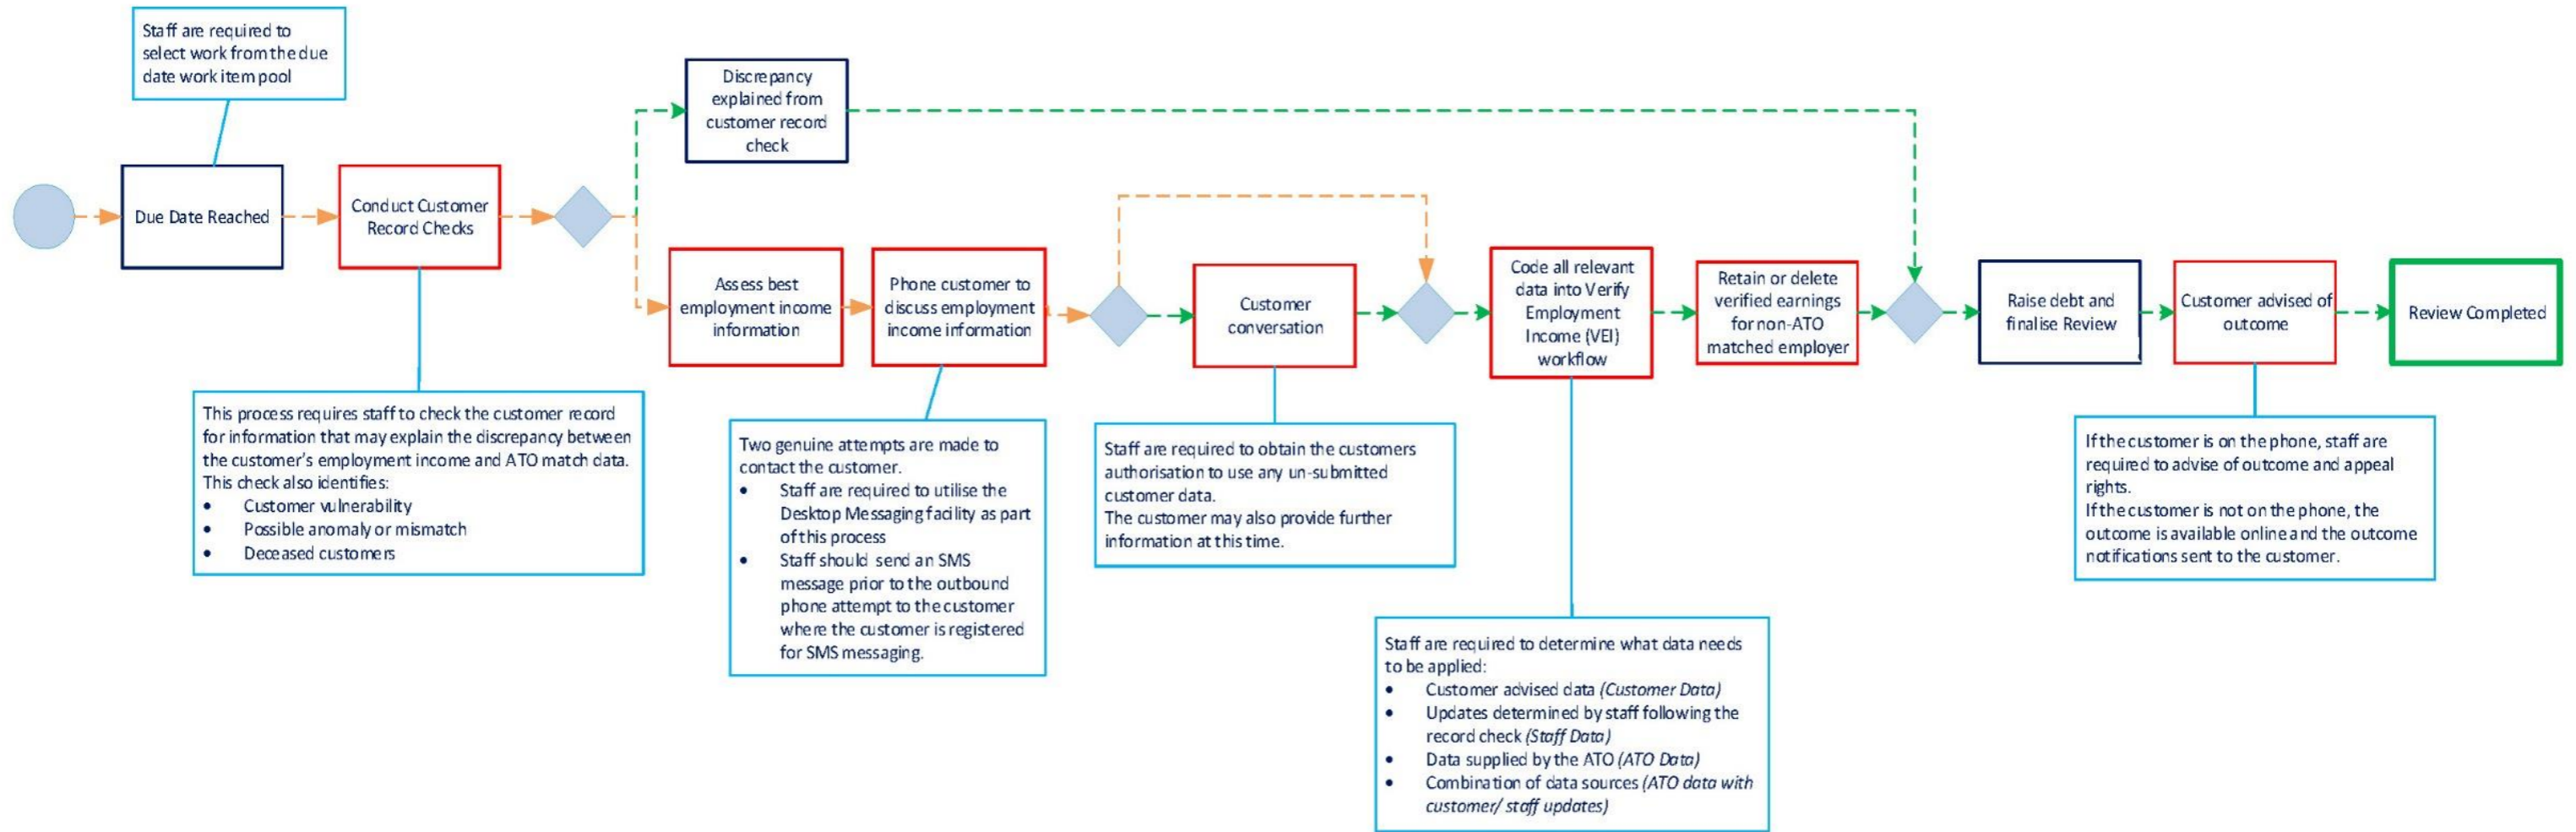 Staff are required to
select work from the due
date work item pool
Discrepancy
explained from
customer record
check
Due Date Reached
Conduct Customer
Record Checks
Assess best
employment income
information
Phone customer to
discuss employment
income information
Customer
conversation
Code all relevant
data into Verify
Employment
Income (VEI)
workflow
Retain or delete
verified earnings
for non-ATO
matched employer
Raise debt and
finalise Review
Customer advised of
outcome
Review Completed
This process requires staff to check the customer record
for information that may explain the discrepancy between
the customer's employment income and ATO match data.
This check also identifies:
• Customer vulnerability
• Possible anomaly or mismatch
• Deceased customers
Two genuine attempts are made to
contact the customer.
• Staff are required to utilise the
Desktop Messaging facility as part
of this process
• Staff should send an SMS
message prior to the outbound
phone attempt to the customer
where the customer is registered
for SMS messaging.
Staff are required to obtain the customers
authorisation to use any un-submitted
customer data.
The customer may also provide further
information at this time.
Staff are required to determine what data needs
to be applied:
• Customer advised data (Customer Data)
• Updates determined by staff following the
record check (Staff Data)
• Data supplied by the ATO (ATO Data)
• Combination of data sources (ATO data with
customer/ staff updates)
If the customer is on the phone, staff are
required to advise of outcome and appeal
rights.
If the customer is not on the phone, the
outcome is available online and the outcome
notifications sent to the customer.